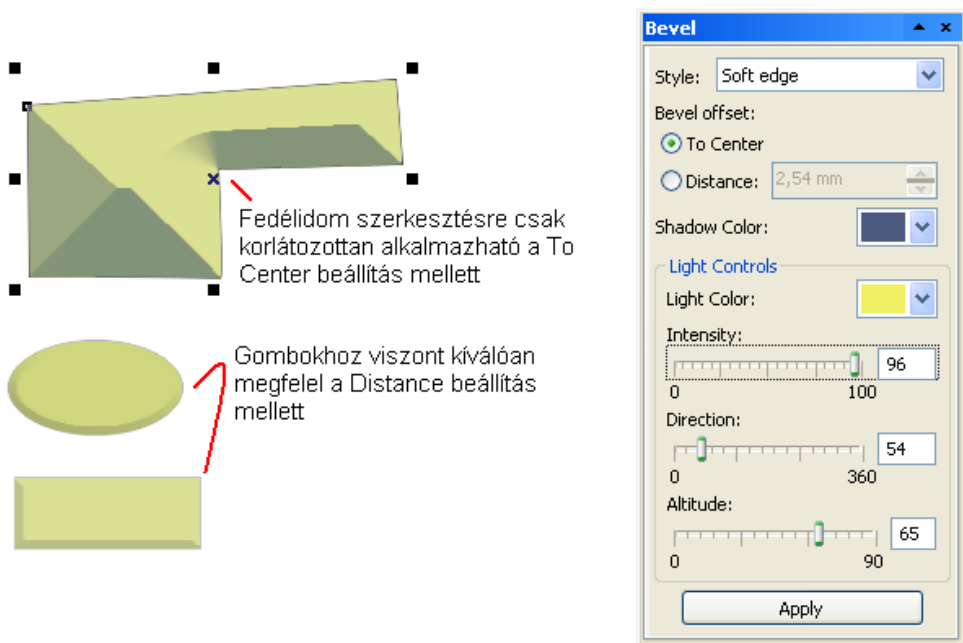 Fedélidom szerkesztésre csak
korlátozottan alkalmazható a To
Center beállítás mellett
Gombokhoz viszont kíválóan
megfelel a Distance beállítás
mellett
Bevel
Style: Soft edge
Bevel offset:
To Center
Distance: 2,54 mm
Shadow Color:
Light Controls
Light Color:
Intensity:
96
0 100
Direction:
54
0 360
Altitude:
65
0 90
Apply